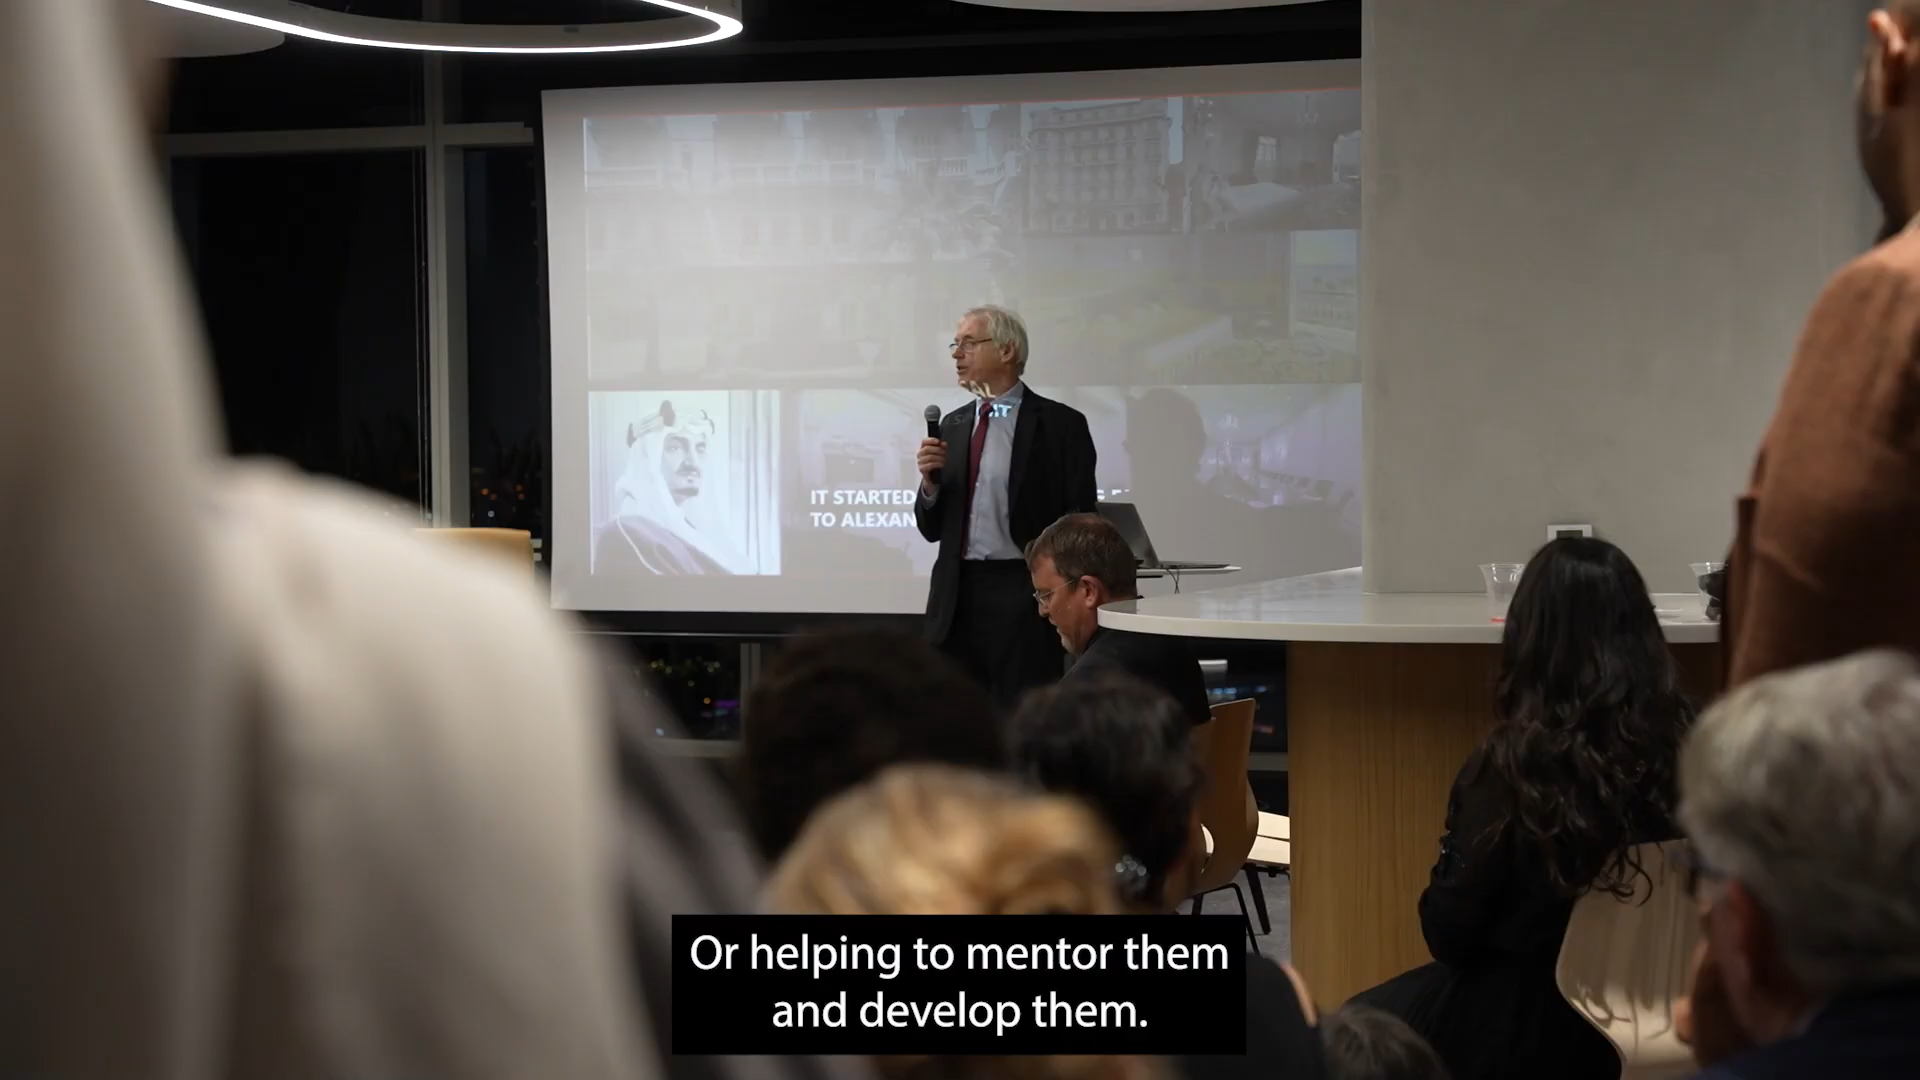 IT STARTED
TO ALEXAN
Or helping to mentor them
and develop them.